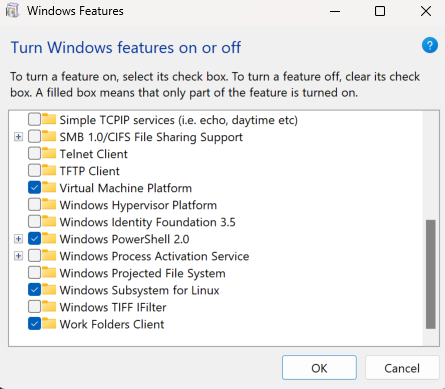 Windows Features
Turn Windows features on or off
?
To turn a feature on, select its check box. To turn a feature off, clear its check
box. A filled box means that only part of the feature is turned on.
Simple TCPIP services (i.e. echo, daytime etc)
SMB 1.0/CIFS File Sharing Support
Telnet Client
TFTP Client
Virtual Machine Platform
Windows Hypervisor Platform
Windows Identity Foundation 3.5
Windows PowerShell 2.0
Windows Process Activation Service
Windows Projected File System
Windows Subsystem for Linux
Windows TIFF IFilter
Work Folders Client
OK
Cancel